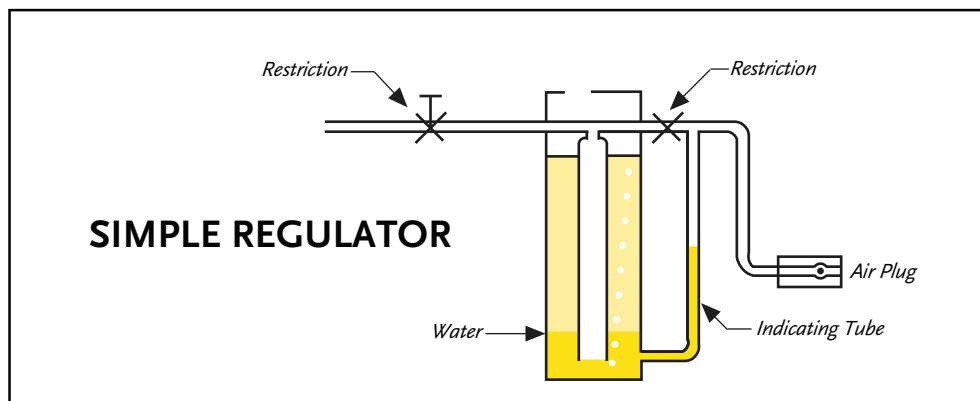 Restriction
Restriction
SIMPLE REGULATOR
Air Plug
Water
Indicating Tube